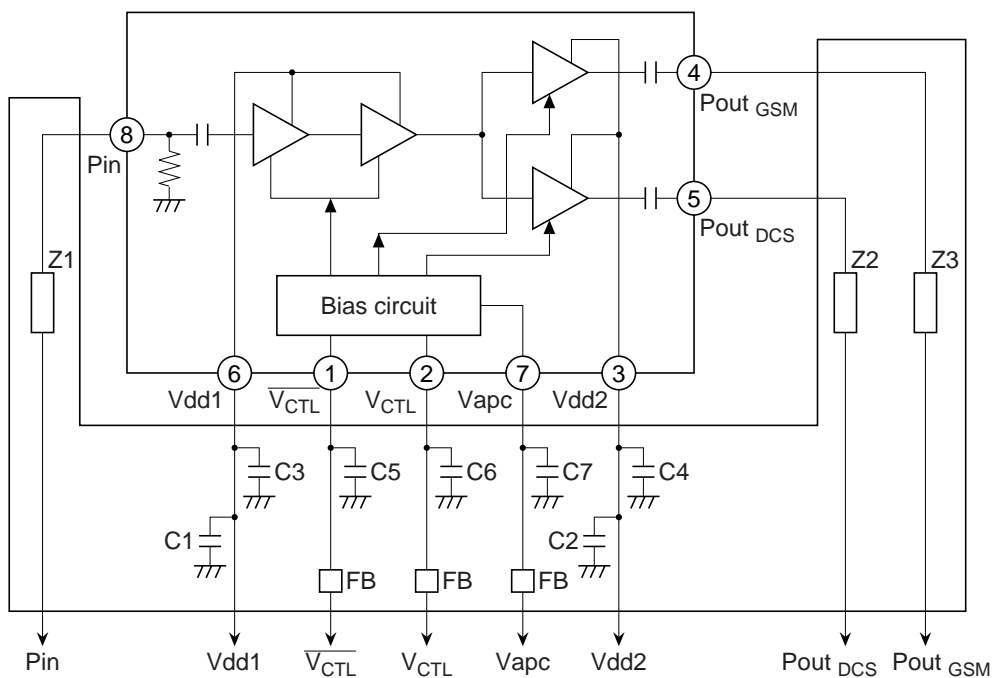 4
Pout GSM
8
Pin
5
Pout DCS
Z1
Z2
Z3
Bias circuit
6
1
2
7
3
Vdd1
V̅C̅T̅L̅
VCTL
Vapc
Vdd2
C3
C5
C6
C7
C4
C1
C2
FB
FB
FB
Pin
Vdd1
V̅C̅T̅L̅
VCTL
Vapc
Vdd2
Pout DCS
Pout GSM